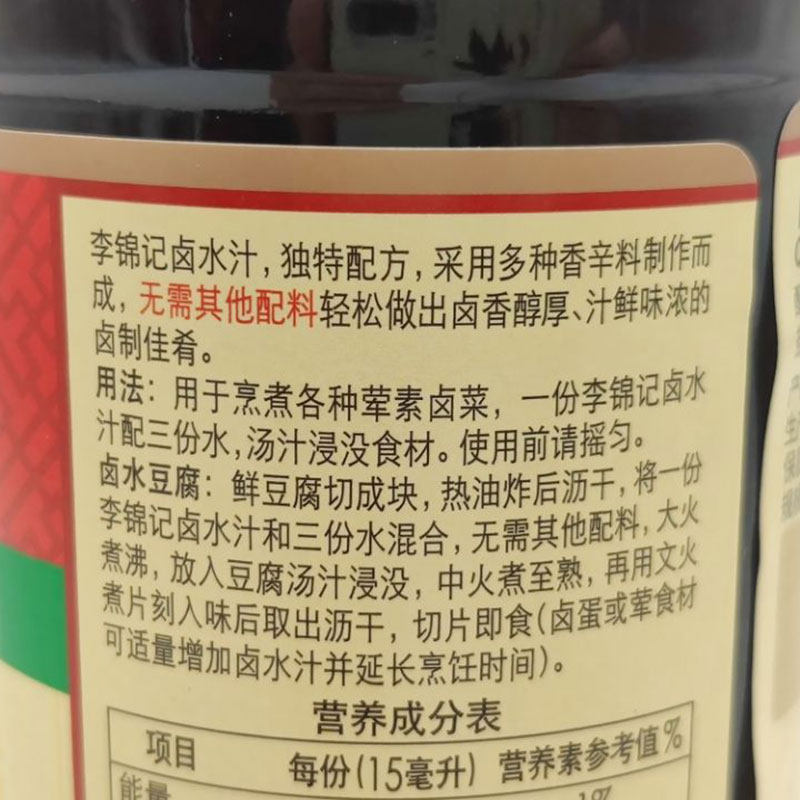 李锦记卤水汁，独特配方，采用多种香辛料制作而
成，无需其他配料轻松做出卤香醇厚、汁鲜味浓的
卤制佳肴。
用法：用于烹煮各种荤素卤菜，一份李锦记卤水
汁配三份水，汤汁浸没食材。使用前请摇匀。
卤水豆腐：鲜豆腐切成块，热油炸后沥干，将一份
李锦记卤水汁和三份水混合，无需其他配料，大火
煮沸，放入豆腐汤汁浸没，中火煮至熟，再用文火
煮片刻入味后取出沥干，切片即食（卤蛋或荤食材
可适量增加卤水汁并延长烹饪时间）。
营养成分表
项目 每份（15毫升） 营养素参考值%
能量 1%